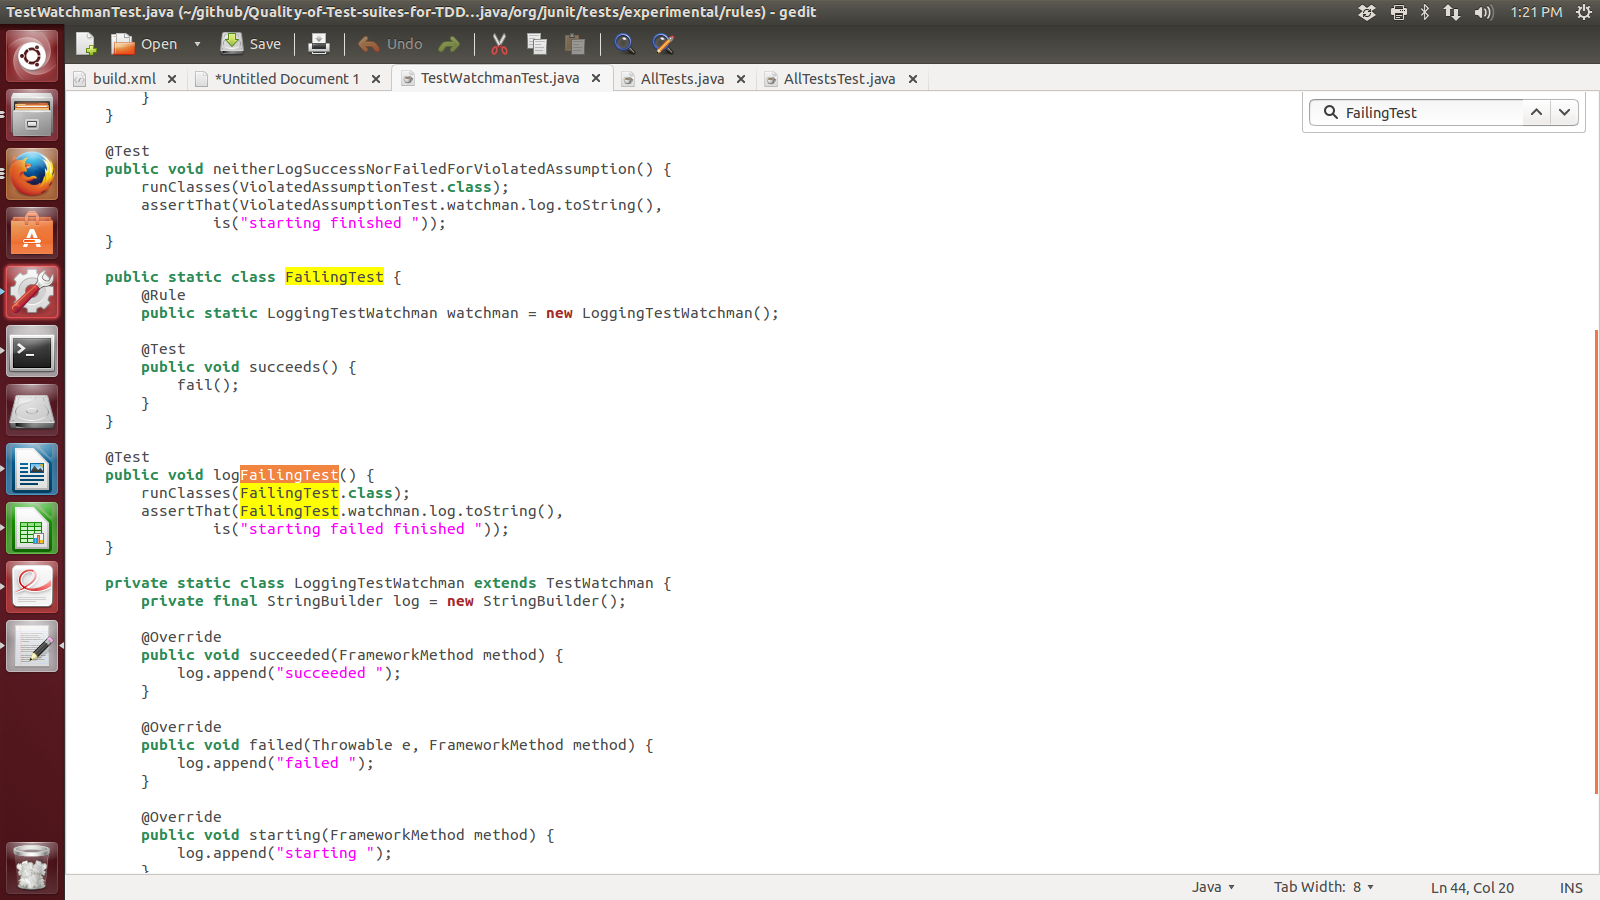 TestWatchmanTest.java (~/github/Quality-of-Test-suites-for-TDD...java/org/junit/tests/experimental/rules) - gedit
1:21 PM
Open
Save
Undo
build.xml
*Untitled Document 1
TestWatchmanTest.java
AllTests.java
AllTestsTest.java
FailingTest
}
}
@Test
public void neitherLogSuccessNorFailedForViolatedAssumption() {
runClasses(ViolatedAssumptionTest.class);
assertThat(ViolatedAssumptionTest.watchman.log.toString(),
is("starting finished "));
}
public static class FailingTest {
@Rule
public static LoggingTestWatchman watchman = new LoggingTestWatchman();
@Test
public void succeeds() {
fail();
}
}
@Test
public void logFailingTest() {
runClasses(FailingTest.class);
assertThat(FailingTest.watchman.log.toString(),
is("starting failed finished "));
}
private static class LoggingTestWatchman extends TestWatchman {
private final StringBuilder log = new StringBuilder();
@Override
public void succeeded(FrameworkMethod method) {
log.append("succeeded ");
}
@Override
public void failed(Throwable e, FrameworkMethod method) {
log.append("failed ");
}
@Override
public void starting(FrameworkMethod method) {
log.append("starting ");
}
Java
Tab Width: 8
Ln 44, Col 20
INS